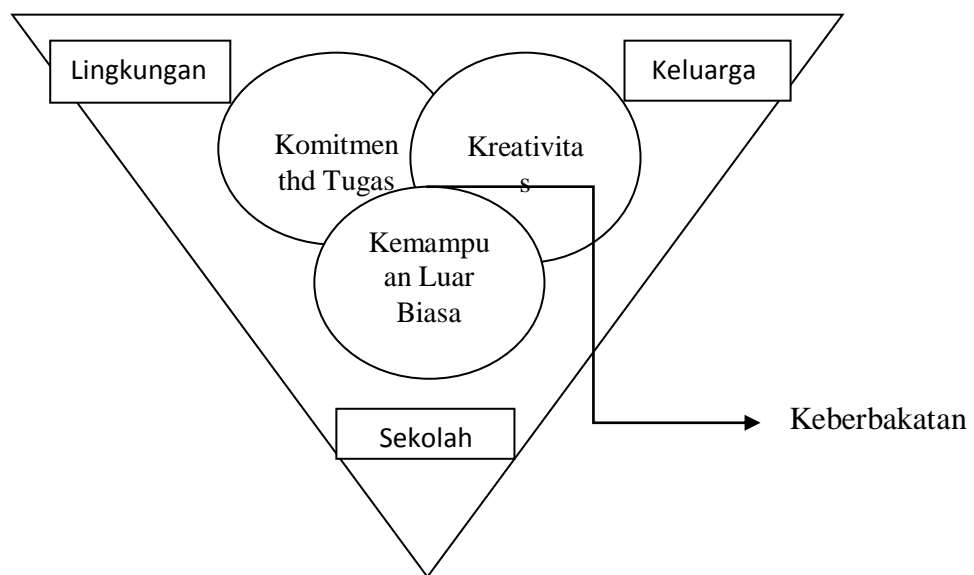 Lingkungan
Keluarga
Komitmen
thd Tugas
Kreativita
s
Kemampu
an Luar
Biasa
Sekolah
Keberbakatan